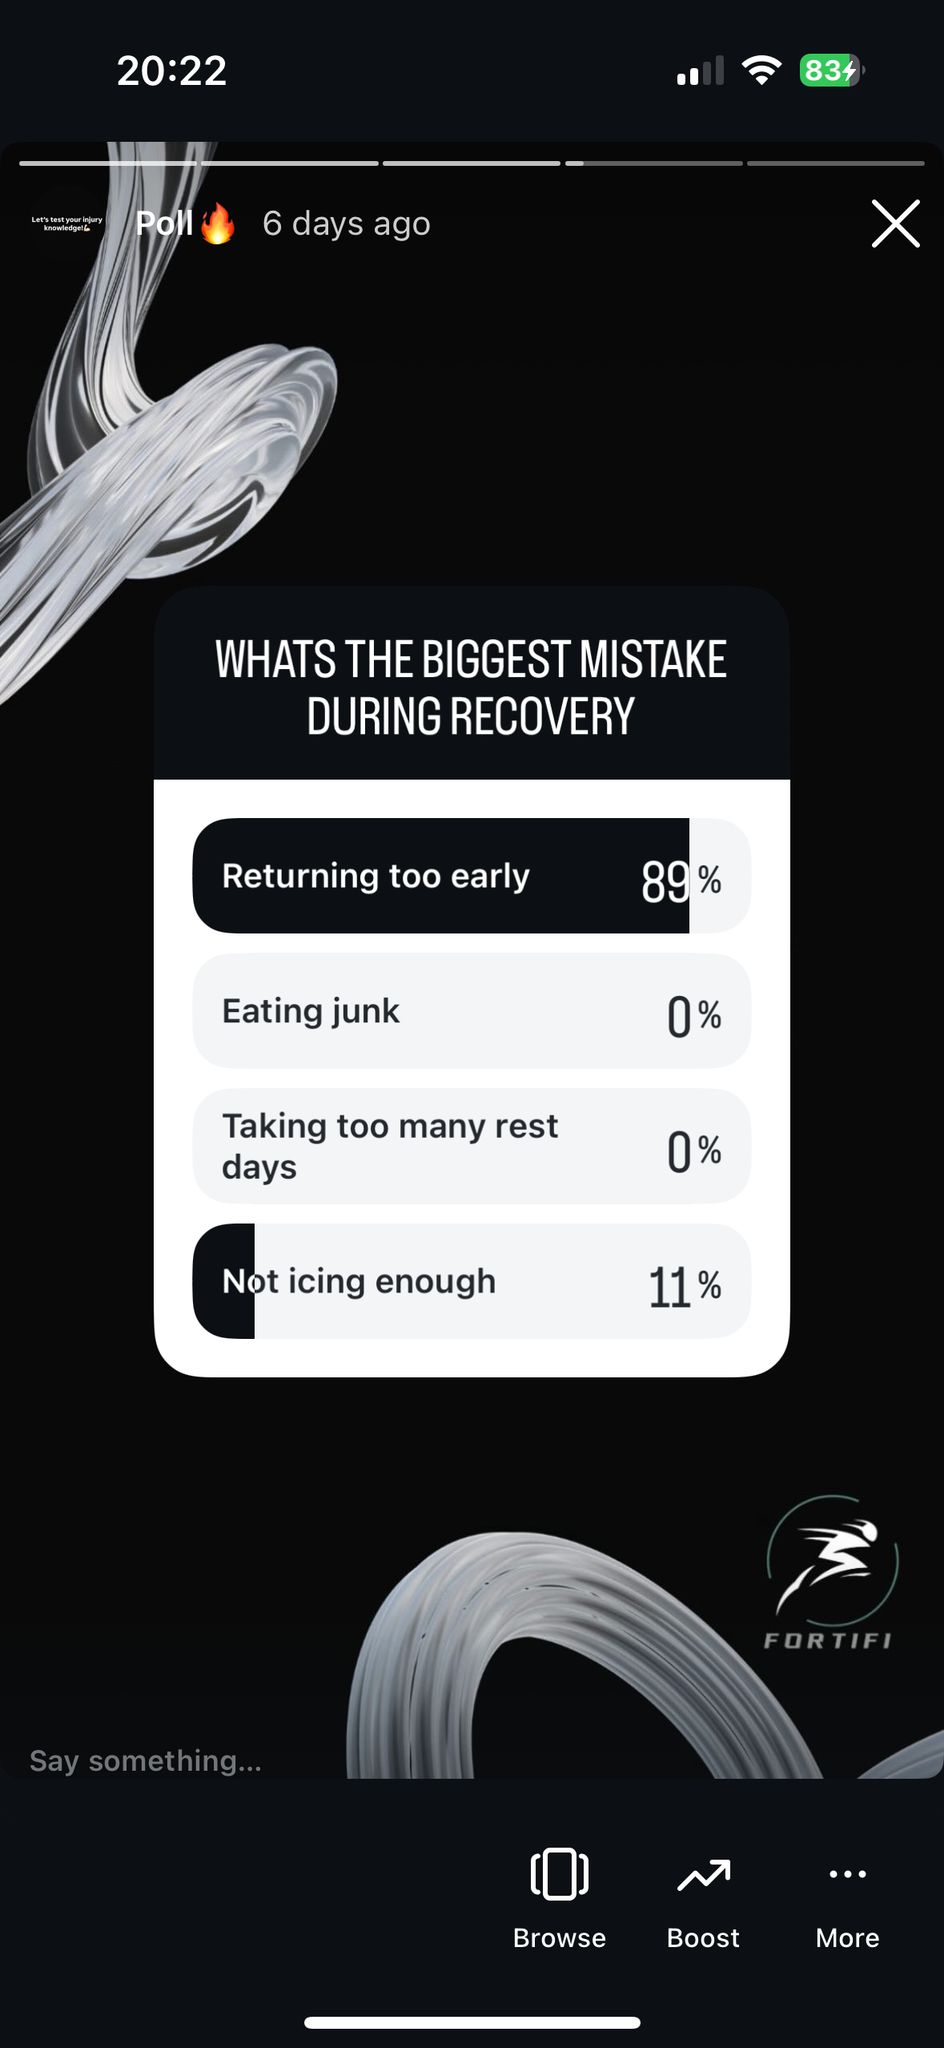 20:22
83
Let's test your injury
knowledge!💪
Poll🔥 6 days ago
WHATS THE BIGGEST MISTAKE
DURING RECOVERY
Returning too early 89%
Eating junk 0%
Taking too many rest
days 0%
Not icing enough 11%
FORTIFI
Say something...
Browse Boost More